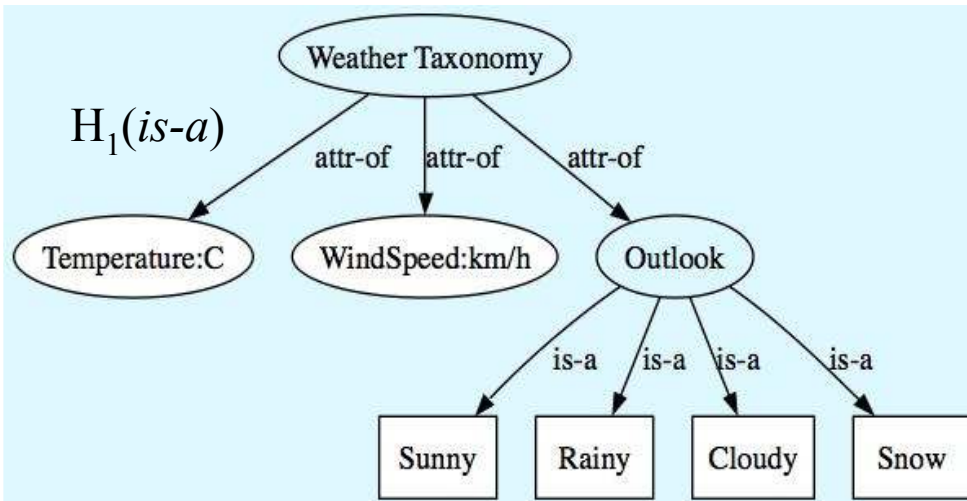 Weather Taxonomy
H₁(is-a)
attr-of attr-of attr-of
Temperature:C WindSpeed:km/h Outlook
is-a is-a is-a is-a
Sunny Rainy Cloudy Snow